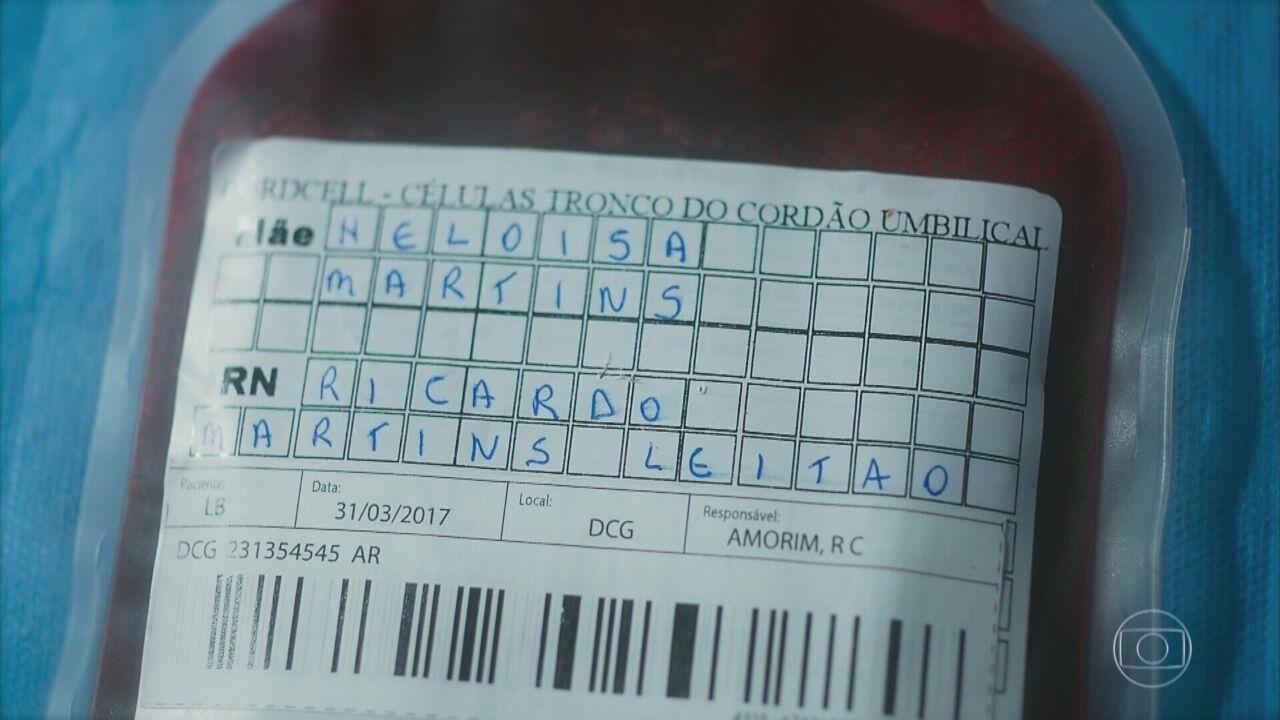 CORDCELL - CÉLULAS TRONCO DO CORDÃO UMBILICAL
Mãe HELOISA
MARTINS
RN RICARDO
MARTINS LEITAO
Paciente: Data: Local: Responsável:
LB 31/03/2017 DCG AMORIM, R C
DCG 231354545 AR